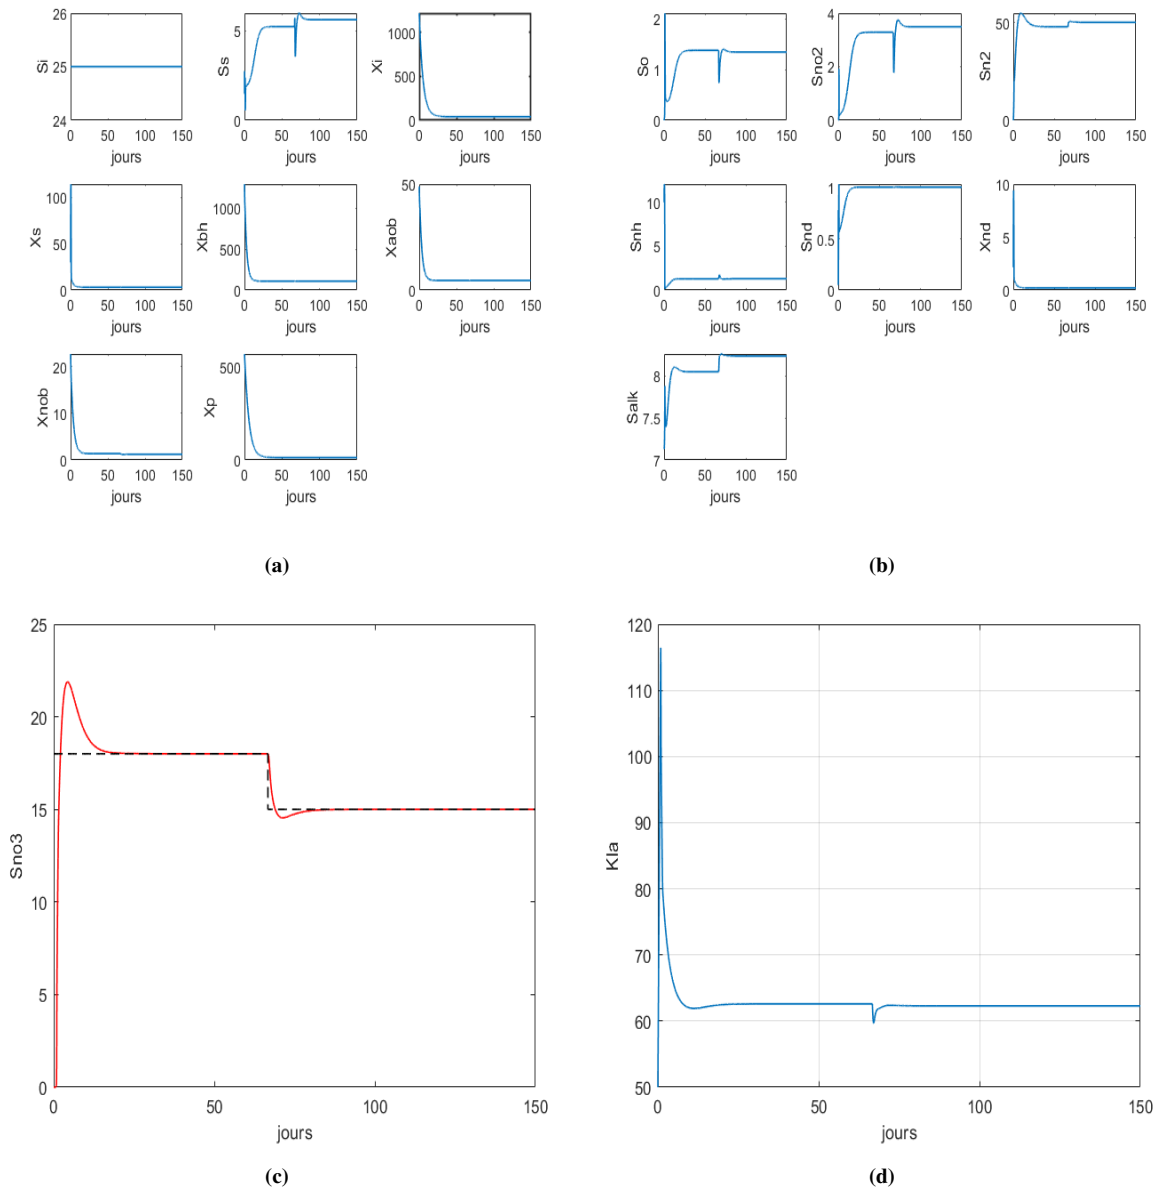 26
25
24
Si
0 50 100 150
jours
5
0
Ss
0 50 100 150
jours
1000
500
0
Xi
0 50 100 150
jours
2
1
0
So
0 50 100 150
jours
4
2
0
Sno2
0 50 100 150
jours
50
0
Sn2
0 50 100 150
jours
100
50
0
Xs
0 50 100 150
jours
1000
500
0
Xbh
0 50 100 150
jours
50
0
Xaob
0 50 100 150
jours
10
5
0
Snh
0 50 100 150
jours
1
0.5
0
Snd
0 50 100 150
jours
10
5
0
Xnd
0 50 100 150
jours
20
10
0
Xnob
0 50 100 150
jours
500
0
Xp
0 50 100 150
jours
8
7.5
7
Salk
0 50 100 150
jours
(a)
(b)
25
20
15
10
5
0
Sno3
0 50 100 150
jours
(c)
120
110
100
90
80
70
60
50
Kla
0 50 100 150
jours
(d)